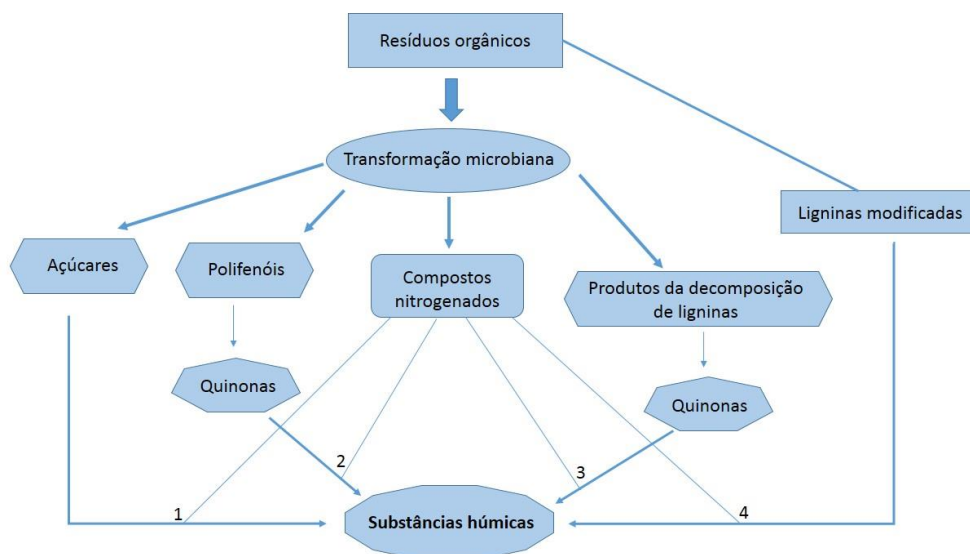 Resíduos orgânicos
Transformação microbiana
Ligninas modificadas
Açúcares
Polifenóis
Compostos
nitrogenados
Produtos da decomposição
de ligninas
Quinonas
Quinonas
1
2
3
4
Substâncias húmicas